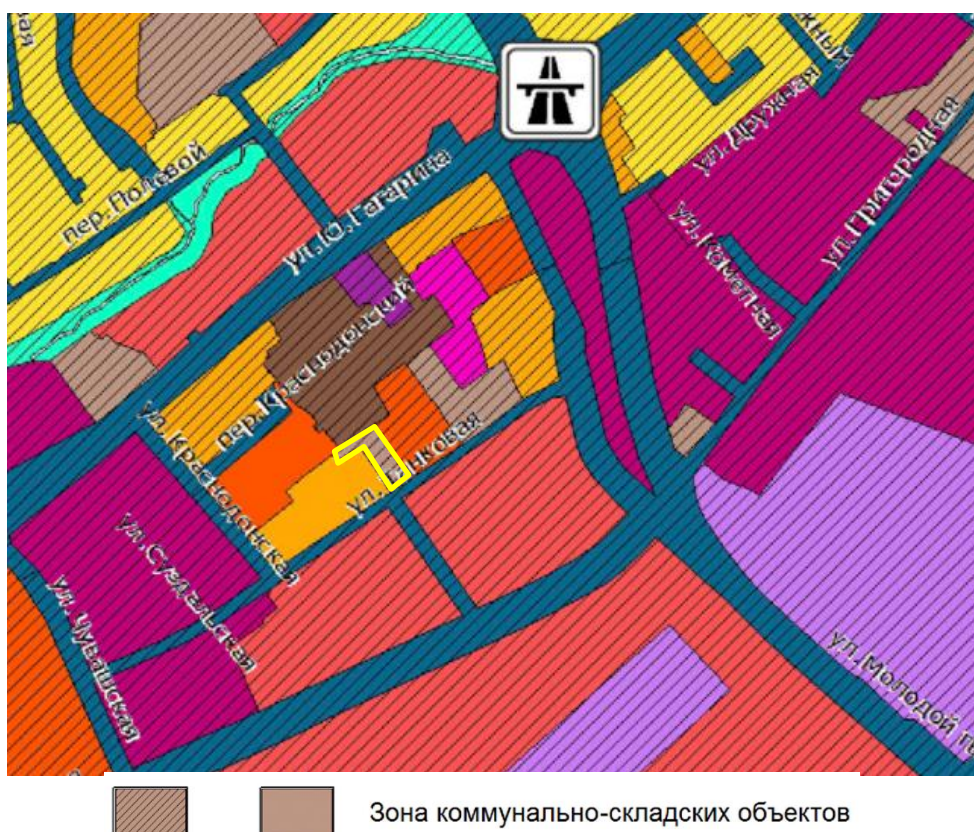 пер. Полевой
ул. Ю. Гагарина
ул. Дружная
ул. Пригородная
пер. Краснодонский
ул. Краснодонская
ул. Танковая
ул. Суздальская
ул. Чувашская
ул. Молодой г
Зона коммунально-складских объектов